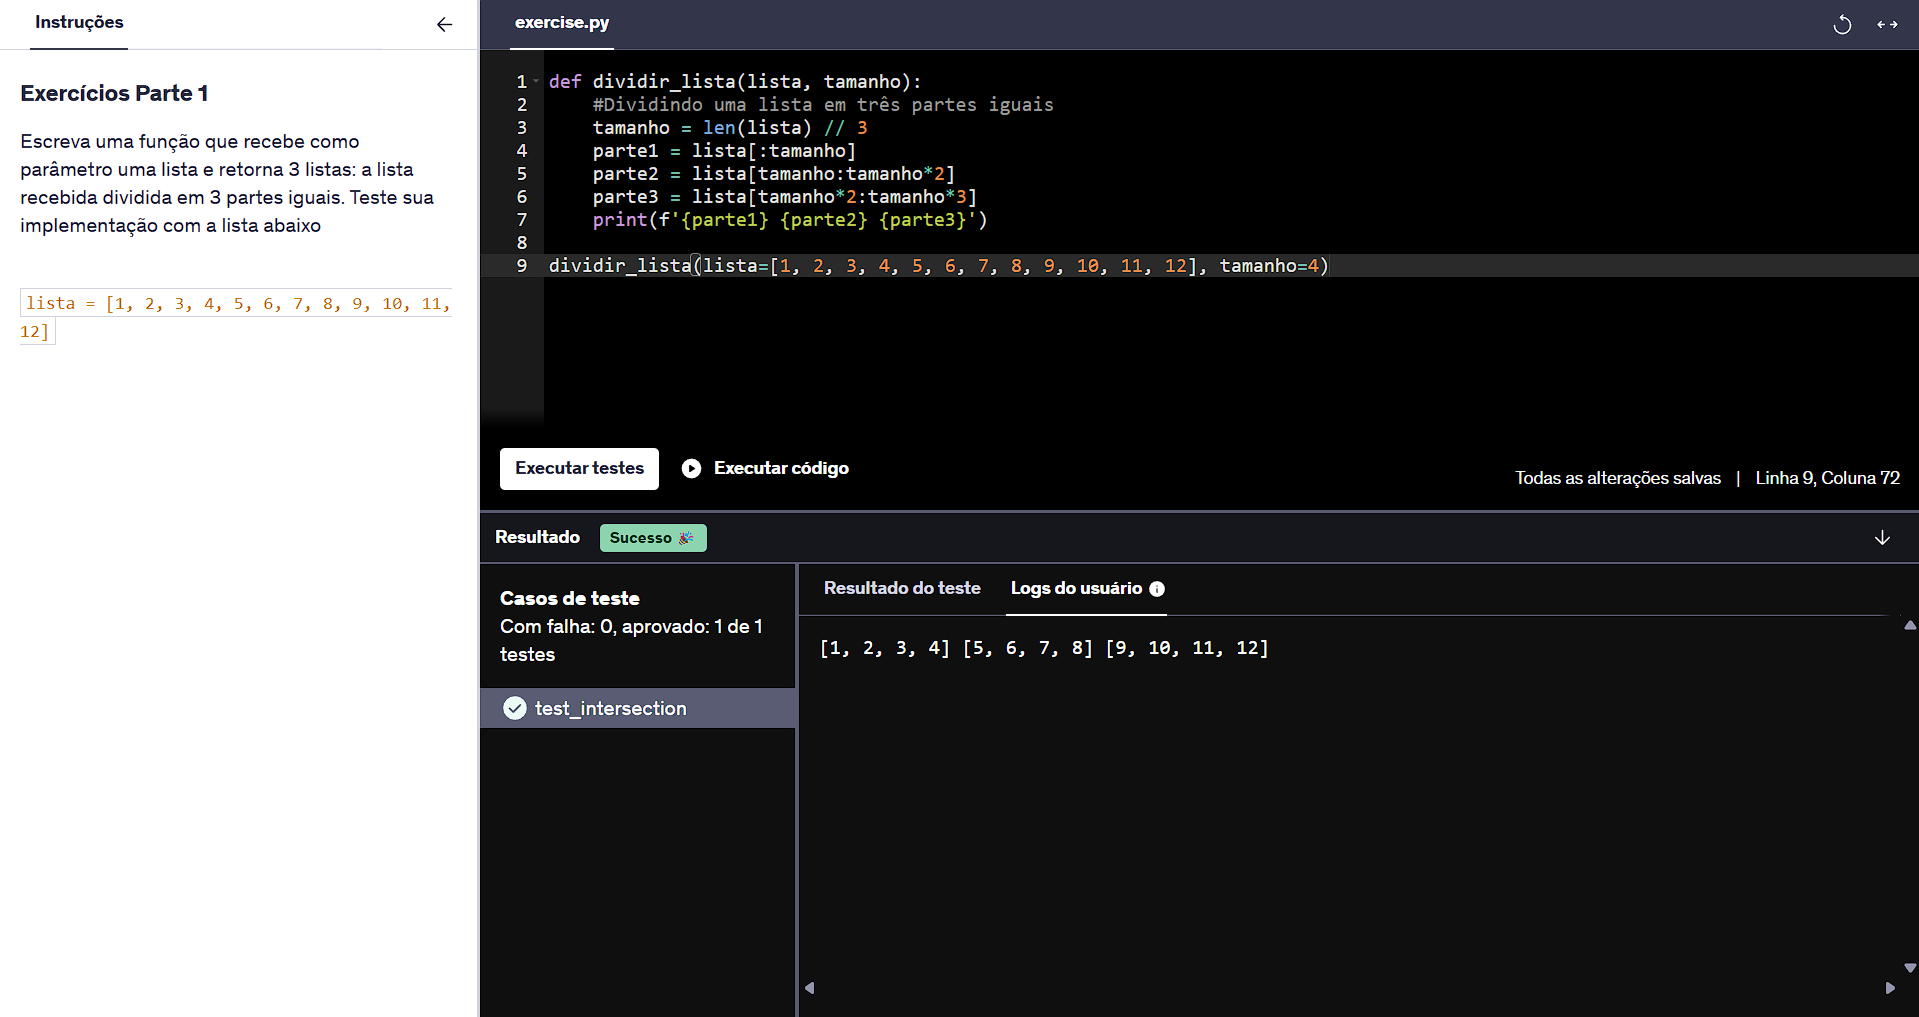 Instruções
Exercícios Parte 1
Escreva uma função que recebe como
parâmetro uma lista e retorna 3 listas: a lista
recebida dividida em 3 partes iguais. Teste sua
implementação com a lista abaixo
lista = [1, 2, 3, 4, 5, 6, 7, 8, 9, 10, 11,
12]
exercise.py
1 def dividir_lista(lista, tamanho):
2     #Dividindo uma lista em três partes iguais
3     tamanho = len(lista) // 3
4     parte1 = lista[:tamanho]
5     parte2 = lista[tamanho:tamanho*2]
6     parte3 = lista[tamanho*2:tamanho*3]
7     print(f'{parte1} {parte2} {parte3}')
8
9 dividir_lista(lista=[1, 2, 3, 4, 5, 6, 7, 8, 9, 10, 11, 12], tamanho=4)
Executar testes Executar código
Todas as alterações salvas | Linha 9, Coluna 72
Resultado Sucesso 🎉
Casos de teste
Com falha: 0, aprovado: 1 de 1
testes
test_intersection
Resultado do teste Logs do usuário
[1, 2, 3, 4] [5, 6, 7, 8] [9, 10, 11, 12]